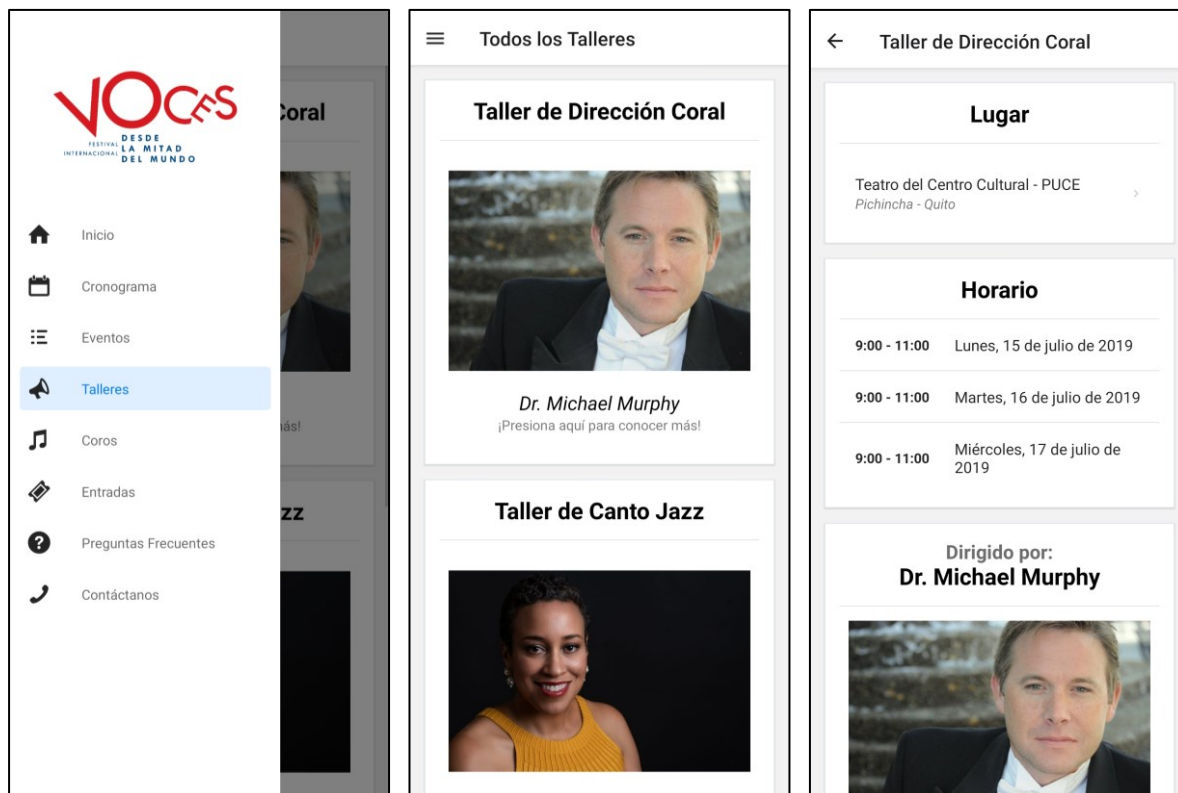 VOCES
FESTIVAL
INTERNACIONAL
DESDE
LA MITAD
DEL MUNDO
Inicio
Cronograma
Eventos
Talleres
Coros
Entradas
Preguntas Frecuentes
Contáctanos
Coral
más!
zz
Todos los Talleres
Taller de Dirección Coral
Dr. Michael Murphy
¡Presiona aquí para conocer más!
Taller de Canto Jazz
Taller de Dirección Coral
Lugar
Teatro del Centro Cultural - PUCE
Pichincha - Quito
Horario
9:00 - 11:00 Lunes, 15 de julio de 2019
9:00 - 11:00 Martes, 16 de julio de 2019
9:00 - 11:00 Miércoles, 17 de julio de
2019
Dirigido por:
Dr. Michael Murphy